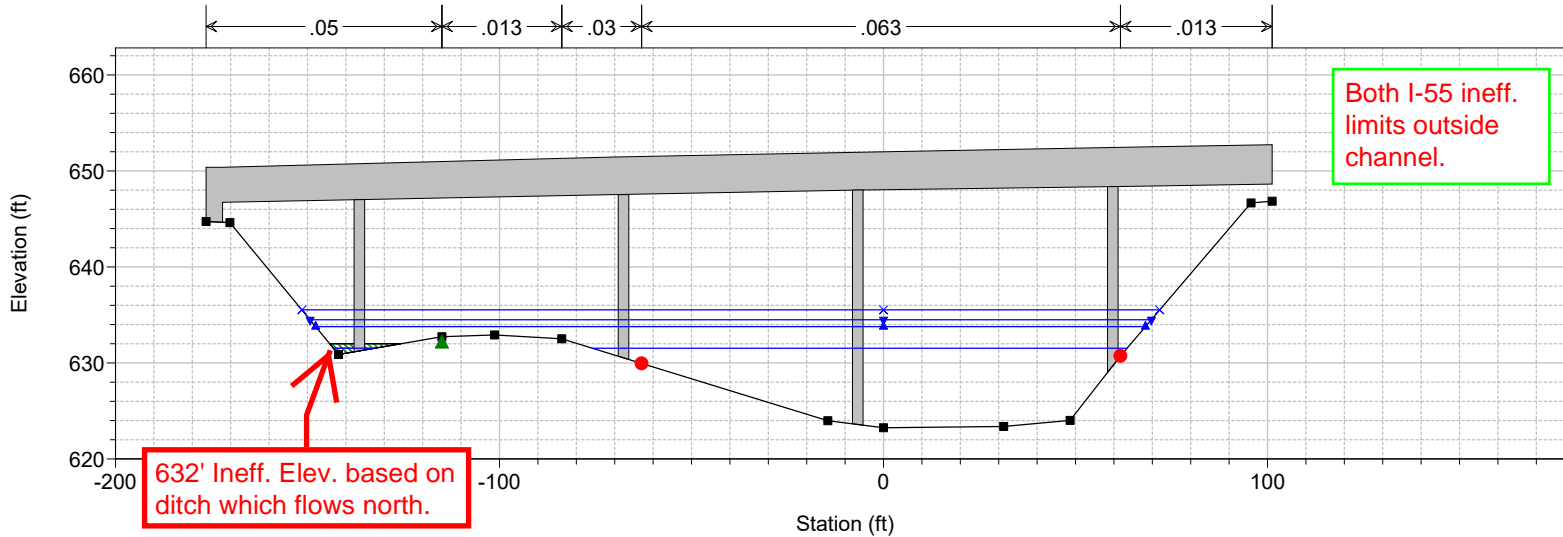 .05 .013 .03 .063 .013
660
650
640
630
620
Elevation (ft)
-200 -100 0 100
Station (ft)
Both I-55 ineff.
limits outside
channel.
632' Ineff. Elev. based on
ditch which flows north.